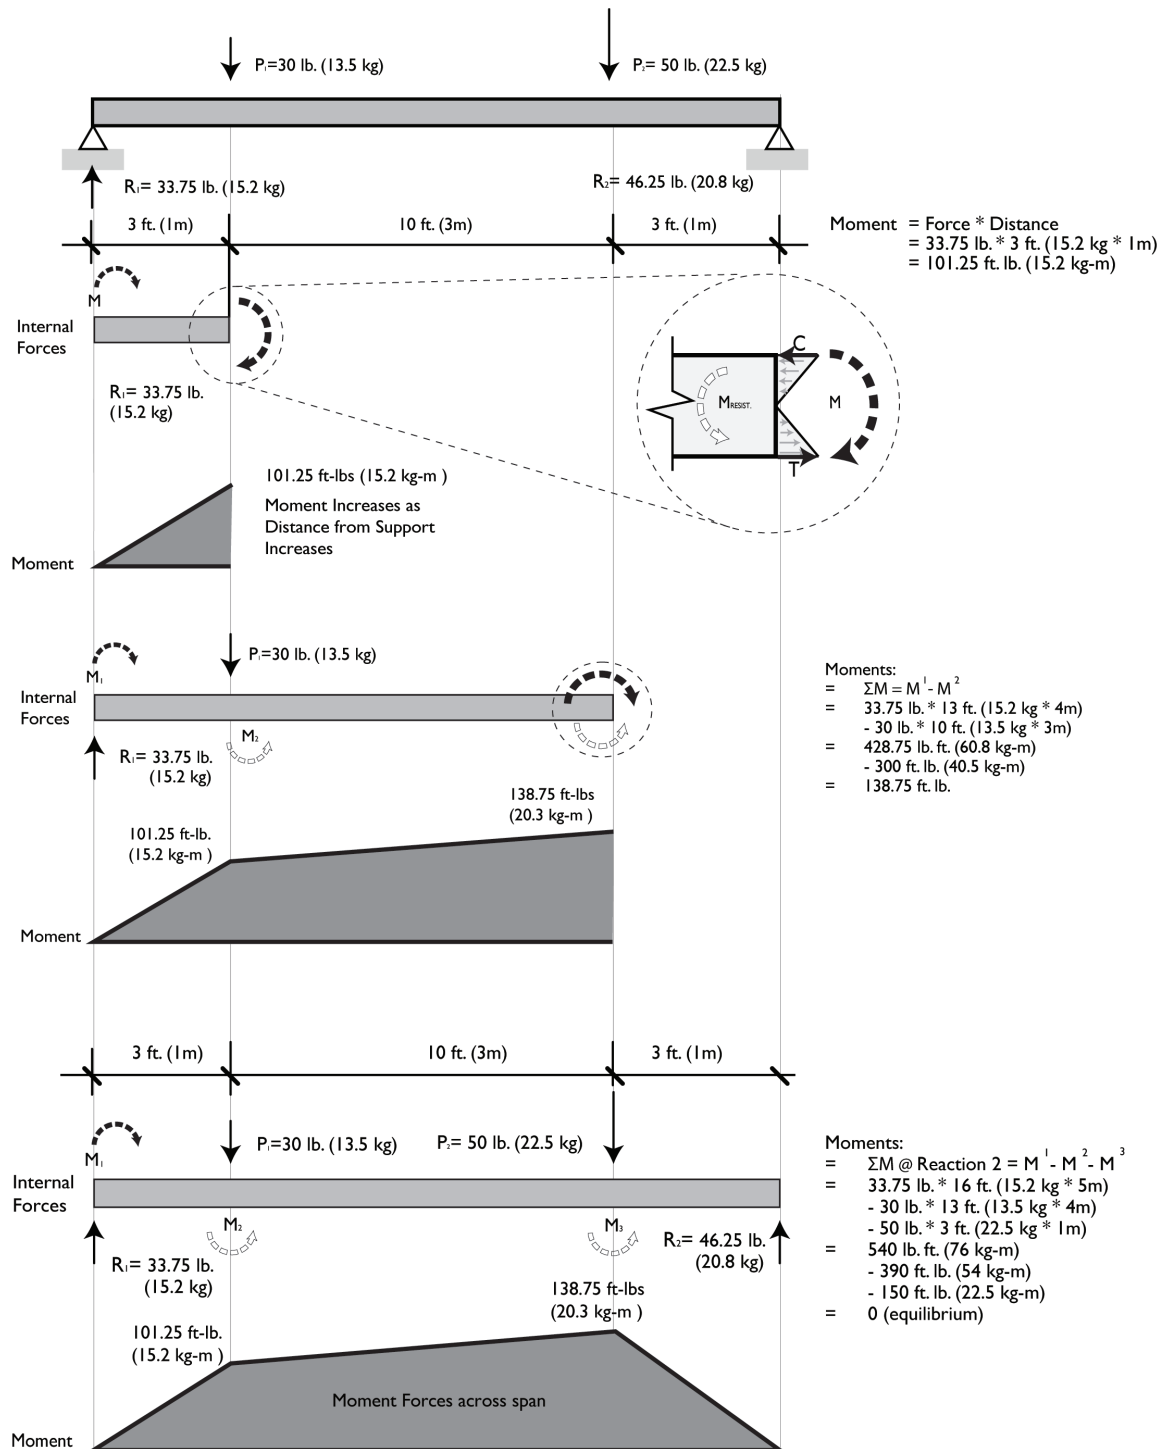 P₁=30 lb. (13.5 kg)
P₂= 50 lb. (22.5 kg)
R₁= 33.75 lb. (15.2 kg)
R₂= 46.25 lb. (20.8 kg)
3 ft. (1m)
10 ft. (3m)
3 ft. (1m)
Moment = Force * Distance
= 33.75 lb. * 3 ft. (15.2 kg * 1m)
= 101.25 ft. lb. (15.2 kg-m)
M
Internal
Forces
R₁= 33.75 lb.
(15.2 kg)
C
M RESIST.
M
T
101.25 ft-lbs (15.2 kg-m )
Moment Increases as
Distance from Support
Increases
Moment
P₁=30 lb. (13.5 kg)
M₁
Internal
Forces
M₂
R₁= 33.75 lb.
(15.2 kg)
Moments:
= ΣM = M¹ - M²
= 33.75 lb. * 13 ft. (15.2 kg * 4m)
- 30 lb. * 10 ft. (13.5 kg * 3m)
= 428.75 lb. ft. (60.8 kg-m)
- 300 ft. lb. (40.5 kg-m)
= 138.75 ft. lb.
138.75 ft-lbs
(20.3 kg-m )
101.25 ft-lb.
(15.2 kg-m )
Moment
3 ft. (1m)
10 ft. (3m)
3 ft. (1m)
P₁=30 lb. (13.5 kg)
P₂= 50 lb. (22.5 kg)
M₁
Internal
Forces
M₂
M₃
R₁= 33.75 lb.
(15.2 kg)
R₂= 46.25 lb.
(20.8 kg)
Moments:
= ΣM @ Reaction 2 = M¹ - M² - M³
= 33.75 lb. * 16 ft. (15.2 kg * 5m)
- 30 lb. * 13 ft. (13.5 kg * 4m)
- 50 lb. * 3 ft. (22.5 kg * 1m)
= 540 lb. ft. (76 kg-m)
- 390 ft. lb. (54 kg-m)
- 150 ft. lb. (22.5 kg-m)
= 0 (equilibrium)
138.75 ft-lbs
(20.3 kg-m )
101.25 ft-lb.
(15.2 kg-m )
Moment Forces across span
Moment